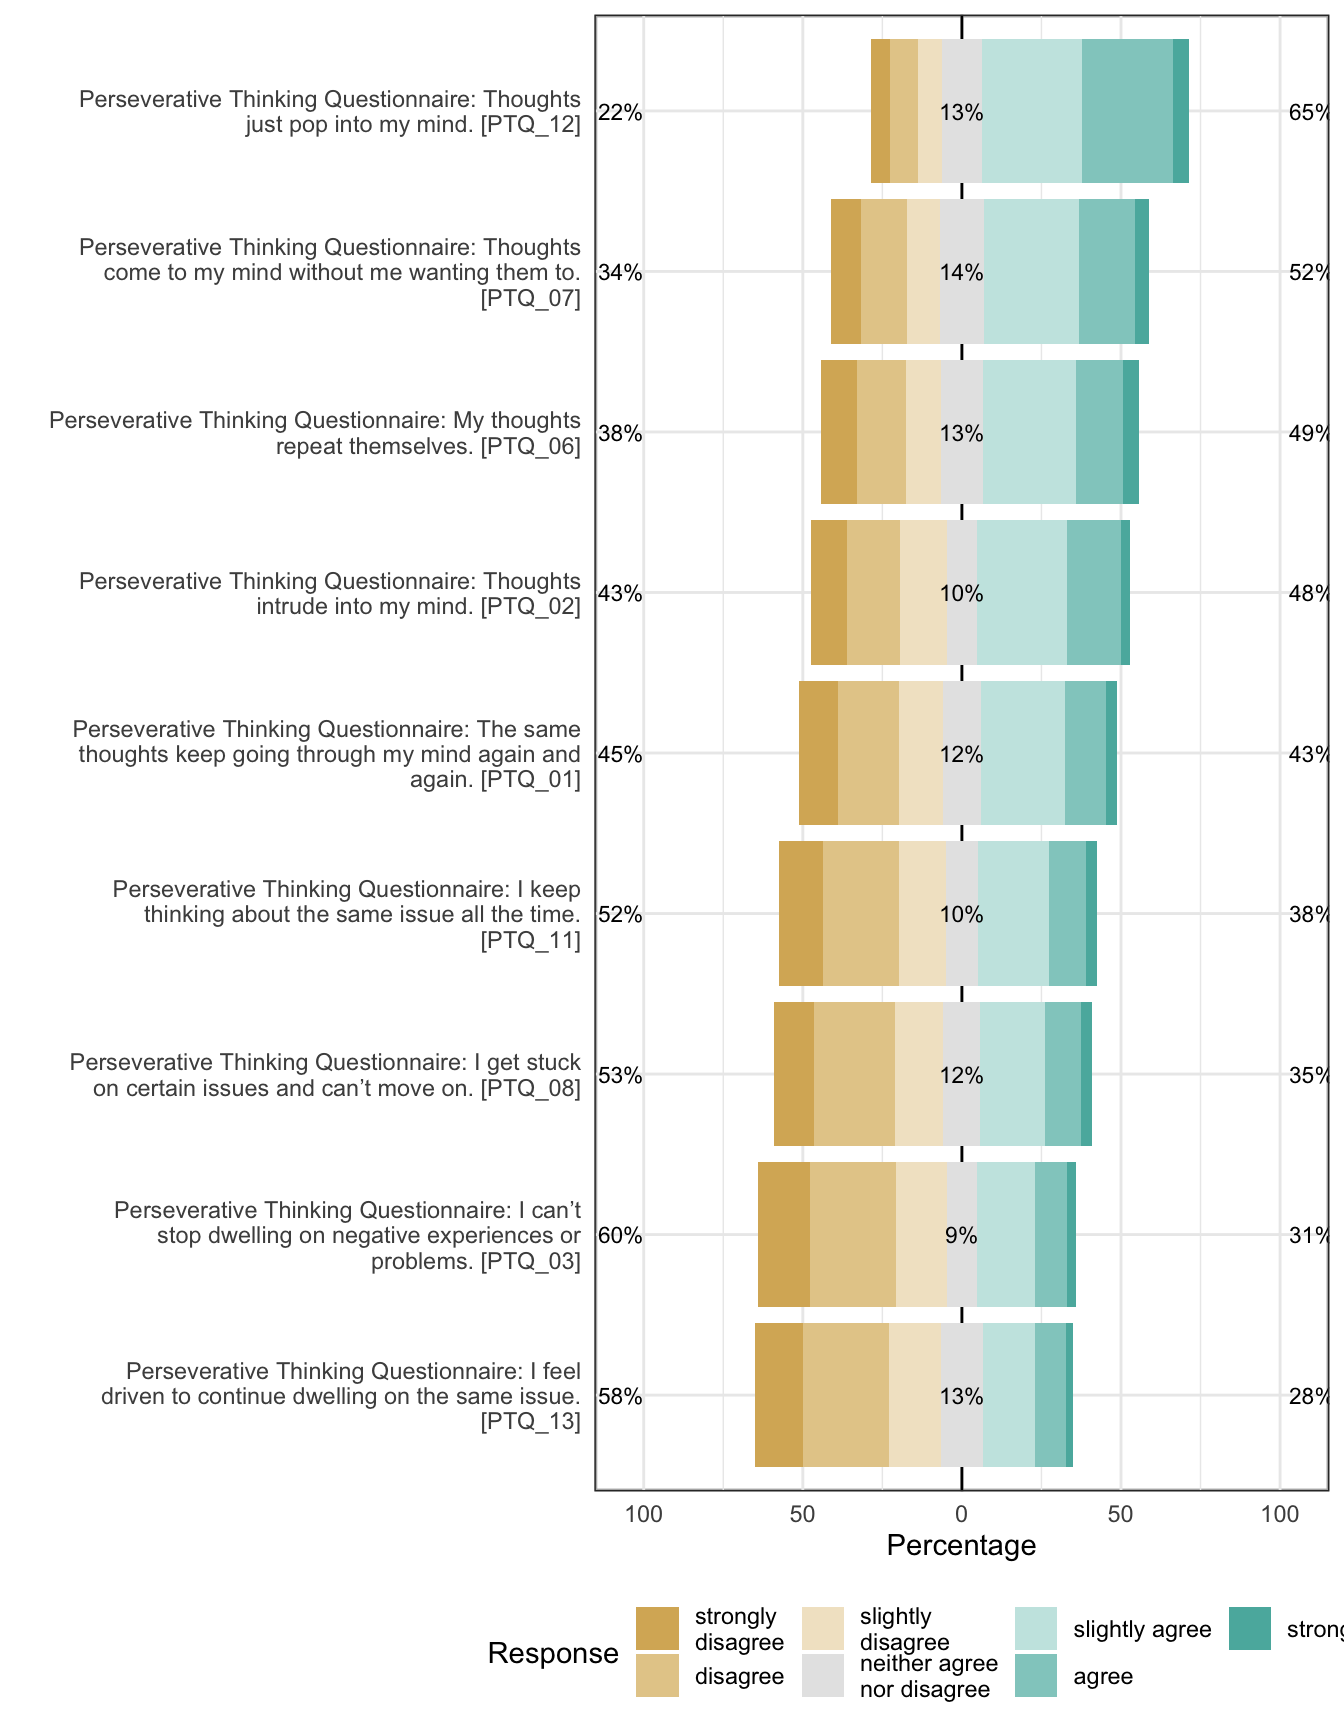 Perseverative Thinking Questionnaire: Thoughts
just pop into my mind. [PTQ_12]
22%
13%
65%
Perseverative Thinking Questionnaire: Thoughts
come to my mind without me wanting them to.
[PTQ_07]
34%
14%
52%
Perseverative Thinking Questionnaire: My thoughts
repeat themselves. [PTQ_06]
38%
13%
49%
Perseverative Thinking Questionnaire: Thoughts
intrude into my mind. [PTQ_02]
43%
10%
48%
Perseverative Thinking Questionnaire: The same
thoughts keep going through my mind again and
again. [PTQ_01]
45%
12%
43%
Perseverative Thinking Questionnaire: I keep
thinking about the same issue all the time.
[PTQ_11]
52%
10%
38%
Perseverative Thinking Questionnaire: I get stuck
on certain issues and can’t move on. [PTQ_08]
53%
12%
35%
Perseverative Thinking Questionnaire: I can’t
stop dwelling on negative experiences or
problems. [PTQ_03]
60%
9%
31%
Perseverative Thinking Questionnaire: I feel
driven to continue dwelling on the same issue.
[PTQ_13]
58%
13%
28%
100 50 0 50 100
Percentage
Response
strongly
disagree
disagree
slightly
disagree
neither agree
nor disagree
slightly agree
agree